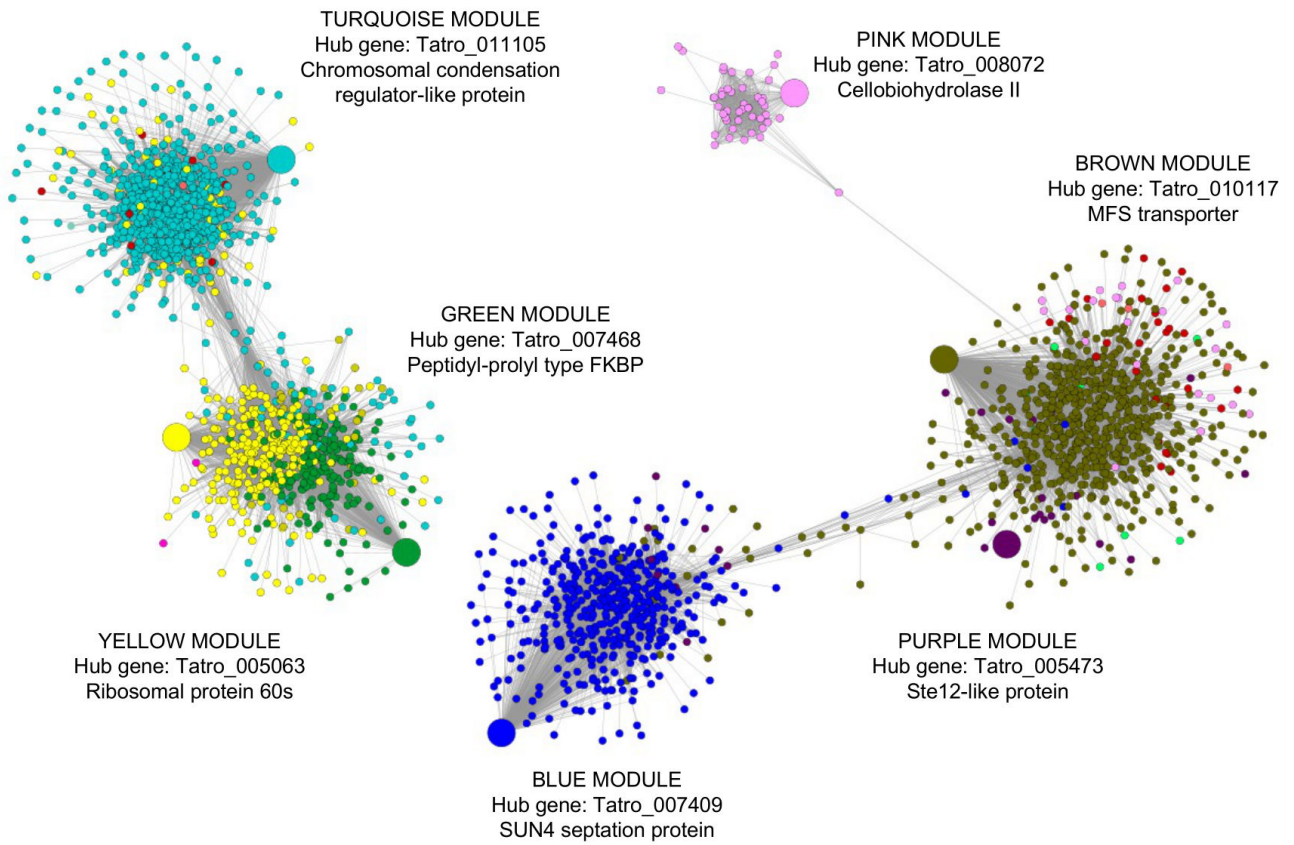 TURQUOISE MODULE
Hub gene: Tatro_011105
Chromosomal condensation
regulator-like protein
PINK MODULE
Hub gene: Tatro_008072
Cellobiohydrolase II
BROWN MODULE
Hub gene: Tatro_010117
MFS transporter
GREEN MODULE
Hub gene: Tatro_007468
Peptidyl-prolyl type FKBP
YELLOW MODULE
Hub gene: Tatro_005063
Ribosomal protein 60s
PURPLE MODULE
Hub gene: Tatro_005473
Ste12-like protein
BLUE MODULE
Hub gene: Tatro_007409
SUN4 septation protein